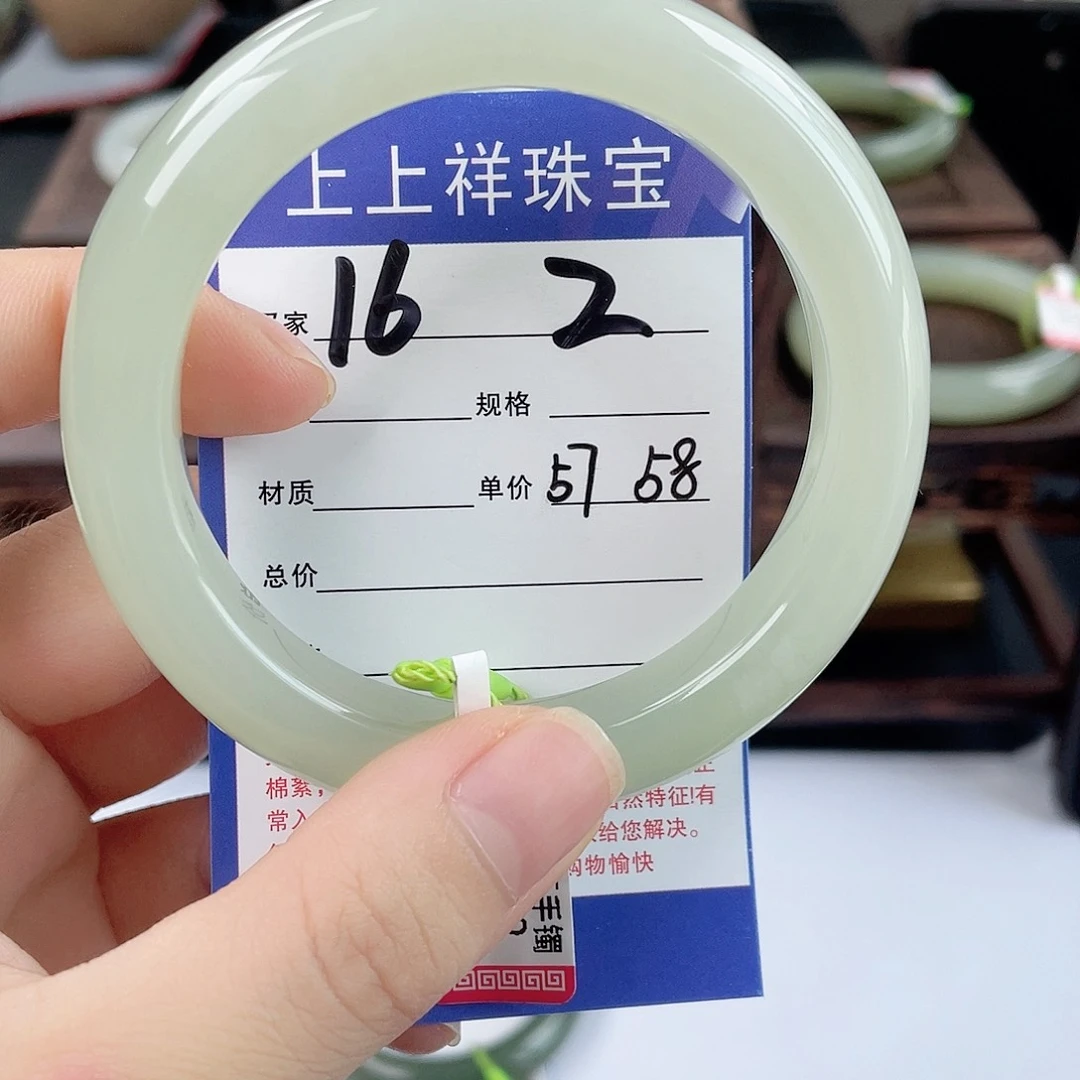 上上祥珠宝
家 16 2
规格
材质 单价 57 58
总价
棉絮，
常入 然特征!有
给您解决。
购物愉快
手镯